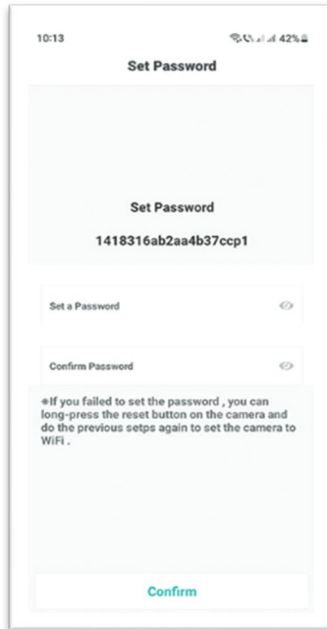 10:13
42%
Set Password
Set Password
1418316ab2aa4b37ccp1
Set a Password
Confirm Password
*If you failed to set the password , you can
long-press the reset button on the camera and
do the previous setps again to set the camera to
WiFi .
Confirm